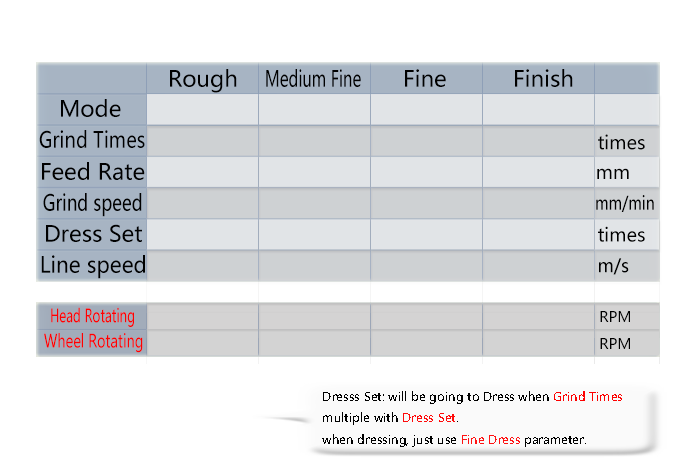 Rough Medium Fine Fine Finish
Mode
Grind Times times
Feed Rate mm
Grind speed mm/min
Dress Set times
Line speed m/s
Head Rotating RPM
Wheel Rotating RPM
Dresss Set: will be going to Dress when Grind Times
multiple with Dress Set.
when dressing, just use Fine Dress parameter.